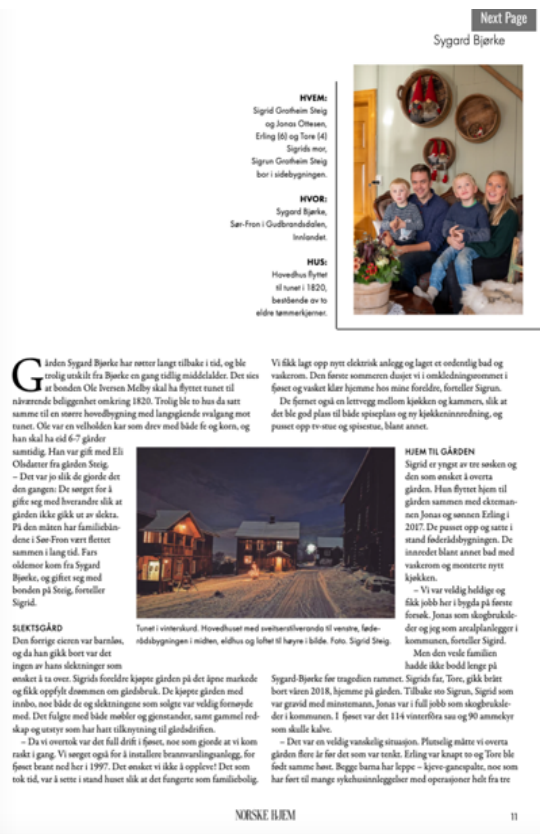 Next Page
Sygard Bjørke
HVEM:
Sigrid Grotheim Steig
og Jonas Ottesen,
Erling (6) og Tore (4)
Sigrids mor,
Sigrun Grotheim Steig
bor i sidebygningen.
HVOR:
Sygard Bjørke,
Sør-Fron i Gudbrandsdalen,
Innlandet.
HUS:
Hovedhus flyttet
til tunet i 1820,
bestående av to
eldre tømmerkjerner.
Gården Sygard Bjørke har røtter langt tilbake i tid, og ble
trolig utskilt fra Bjørke en gang tidlig middelalder. Det sies
at bonden Ole Iversen Melby skal ha flyttet tunet til
nåværende beliggenhet omkring 1820. Trolig ble to hus da satt
samme til en større hovedbygning med langsgående svalgang mot
tunet. Ole var en velholden kar som drev med både fe og korn, og
han skal ha eid 6-7 gårder
samtidig. Han var gift med Eli
Olsdatter fra gården Steig.
– Det var jo slik de gjorde det
den gangen: De sørget for å
gifte seg med hverandre slik at
gården ikke gikk ut av slekta.
På den måten har familiebån-
dene i Sør-Fron vært flettet
sammen i lang tid. Fars
oldemor kom fra Sygard
Bjørke, og giftet seg med
bonden på Steig, forteller
Sigrid.
SLEKTSGÅRD
Den forrige eieren var barnløs,
og da han gikk bort var det
ingen av hans slektninger som
ønsket å ta over. Sigrids foreldre kjøpte gården på det åpne markedet
og fikk oppfylt drømmen om gårdsbruk. De kjøpte gården med
innbo, noe både de og slektningene som solgte var veldig fornøyde
med. Det fulgte med både møbler og gjenstander, samt gammel red-
skap og utstyr som har hatt tilknytning til gårdsdriften.
– Da vi overtok var det full drift i fjøset, noe som gjorde at vi kom
raskt i gang. Vi sørget også for å installere brannvarslingsanlegg, for
fjøset brant ned her i 1997. Det ønsket vi ikke å oppleve! Det som
tok tid, var å sette i stand huset slik at det fungerte som familiebolig.
Vi fikk lagt opp nytt elektrisk anlegg og laget et ordentlig bad og
vaskerom. Den første sommeren dusjet vi i omkledningsrommet i
fjøset og vasket klær hjemme hos mine foreldre, forteller Sigrun.
De fjernet også en lettvegg mellom kjøkken og kammers, slik at
det ble god plass til både spiseplass og ny kjøkkeninnredning, og
pusset opp tv-stue og spisestue, blant annet.
Tunet i vinterskurd. Hovedhuset med sveitserstilveranda til venstre, føde-
rådsbygningen i midten, eldhus og loftet til høyre i bilde. Foto. Sigrid Steig.
HJEM TIL GÅRDEN
Sigrid er yngst av tre søsken og
den som ønsket å overta
gården. Hun flyttet hjem til
gården sammen med ekteman-
nen Jonas og sønnen Erling i
2017. De pusset opp og satte i
stand føderådsbygningen. De
innredet blant annet bad med
vaskerom og monterte nytt
kjøkken.
– Vi var veldig heldige og
fikk jobb her i bygda på første
forsøk. Jonas som skogbruksle-
der og jeg som arealplanlegger i
kommunen, forteller Sigird.
Men den vesle familien
hadde ikke bodd lenge på
Sygard-Bjørke før tragedien rammet. Sigrids far, Tore, gikk brått
bort våren 2018, hjemme på gården. Tilbake sto Sigrun, Sigrid som
var gravid med minstemann, Jonas var i full jobb som skogbruksle-
der i kommunen. I fjøset var det 114 vinterfôra sau og 90 ammekyr
som skulle kalve.
– Det var en veldig vanskelig situasjon. Plutselig måtte vi overta
gården flere år før det som var tenkt. Erling var knapt to og Tore ble
født samme høst. Begge barna har leppe – kjeve-ganespalte, noe som
har ført til mange sykehusinnleggelser med operasjoner helt fra tre
NORSKE HJEM
11